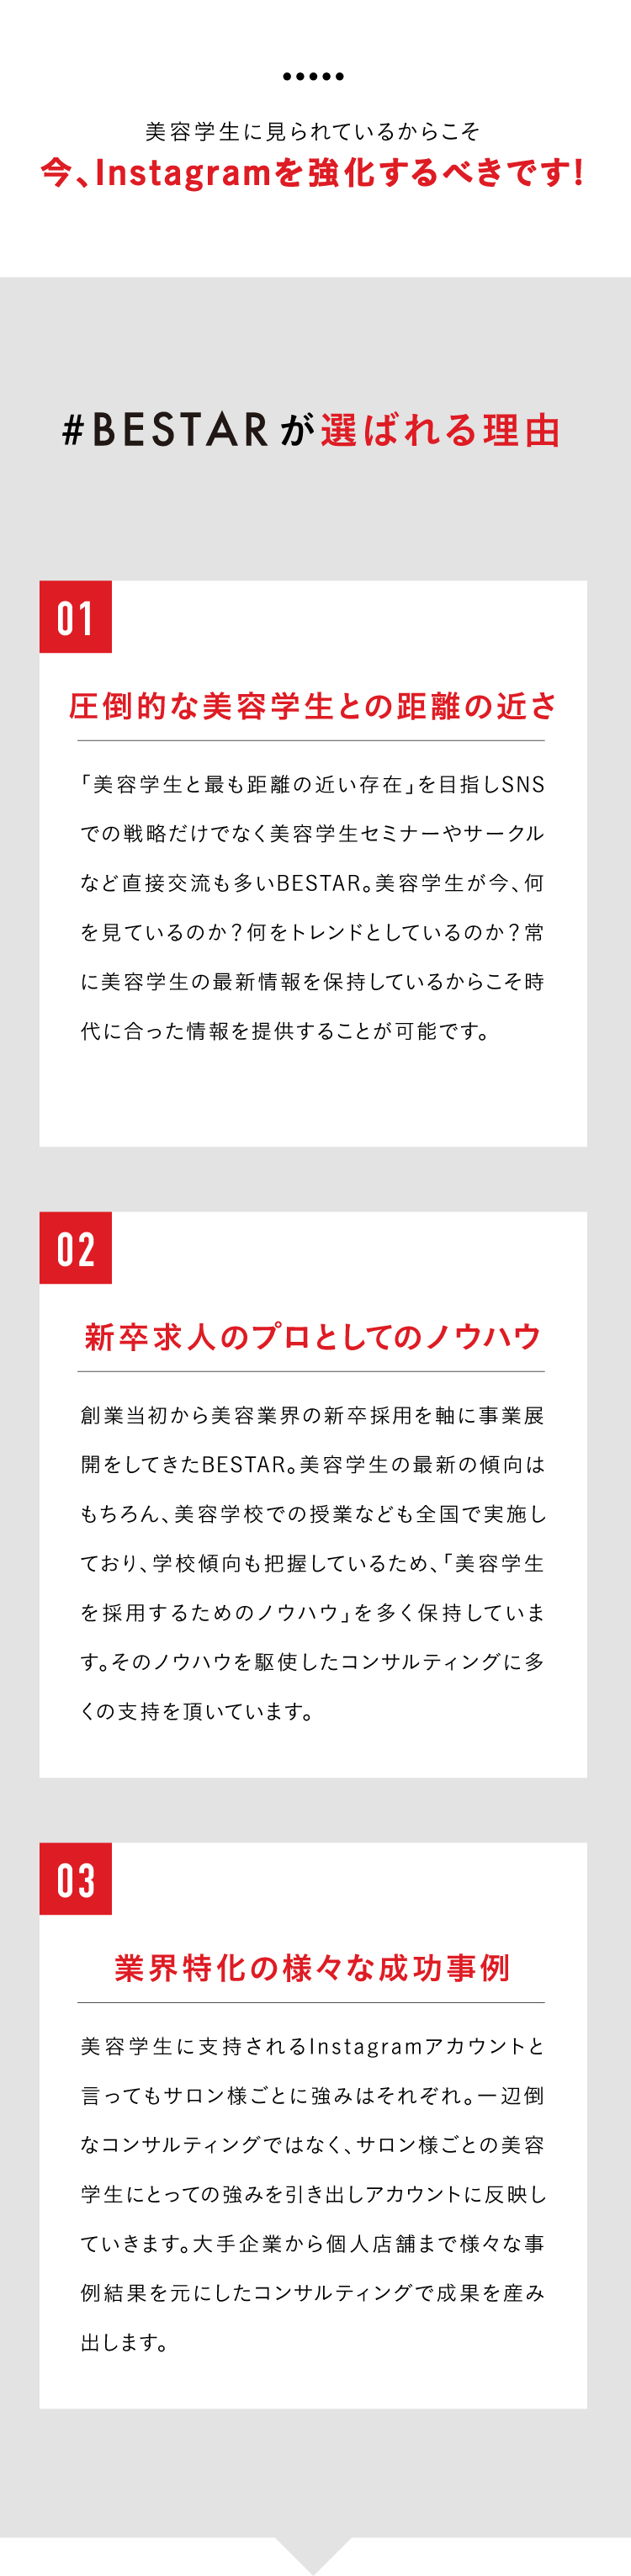 美容学生に見られているからこそ
今、Instagramを強化するべきです!
#BESTARが選ばれる理由
01
圧倒的な美容学生との距離の近さ
「美容学生と最も距離の近い存在」を目指しSNS
での戦略だけでなく美容学生セミナーやサークル
など直接交流も多いBESTAR。美容学生が今、何
を見ているのか?何をトレンドとしているのか?常
に美容学生の最新情報を保持しているからこそ時
代に合った情報を提供することが可能です。
02
新卒求人のプロとしてのノウハウ
創業当初から美容業界の新卒採用を軸に事業展
開をしてきたBESTAR。美容学生の最新の傾向は
もちろん、美容学校での授業なども全国で実施し
ており、学校傾向も把握しているため、「美容学生
を採用するためのノウハウ」を多く保持していま
す。そのノウハウを駆使したコンサルティングに多
くの支持を頂いています。
03
業界特化の様々な成功事例
美容学生に支持されるInstagramアカウントと
言ってもサロン様ごとに強みはそれぞれ。一辺倒
なコンサルティングではなく、サロン様ごとの美容
学生にとっての強みを引き出しアカウントに反映し
ていきます。大手企業から個人店舗まで様々な事
例結果を元にしたコンサルティングで成果を産み
出します。